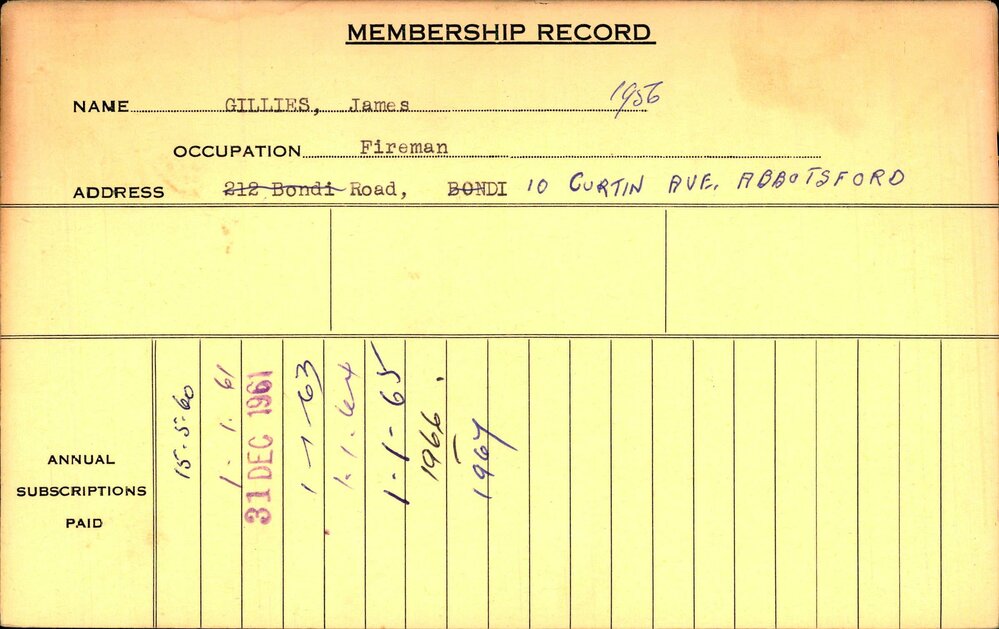 MEMBERSHIP RECORD
NAME GILLIES, James 1956
OCCUPATION Fireman
ADDRESS 212 Bondi Road, BONDI 10 CURTIN AVE. ABBOTSFORD
ANNUAL SUBSCRIPTIONS PAID
15-5-60
1-1.61
31 DEC 1961
1-1-63
1-1-64
1-1-65
1966.
1967